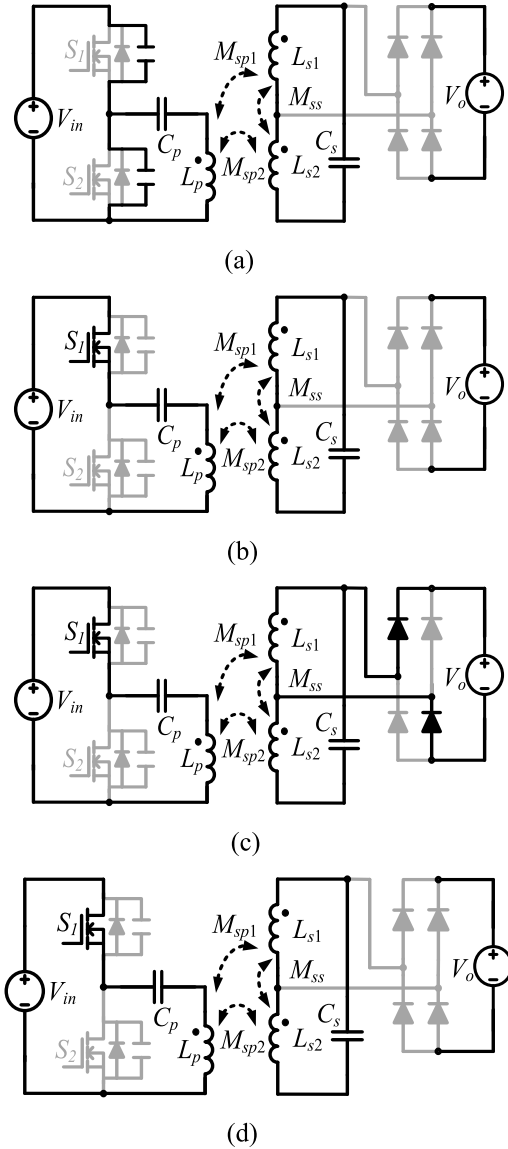 S1
Vin
S2
Cp
Lp
Msp1
Msp2
Ls1
Mss
Ls2
Cs
Vo
(a)
S1
Vin
S2
Cp
Lp
Msp1
Msp2
Ls1
Mss
Ls2
Cs
Vo
(b)
S1
Vin
S2
Cp
Lp
Msp1
Msp2
Ls1
Mss
Ls2
Cs
Vo
(c)
S1
Vin
S2
Cp
Lp
Msp1
Msp2
Ls1
Mss
Ls2
Cs
Vo
(d)